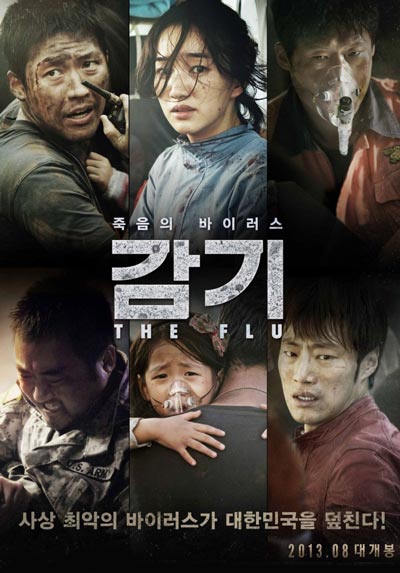 죽음의 바이러스
감기
THE FLU
U.S. ARMY
사상 최악의 바이러스가 대한민국을 덮친다!
2013.08 대개봉